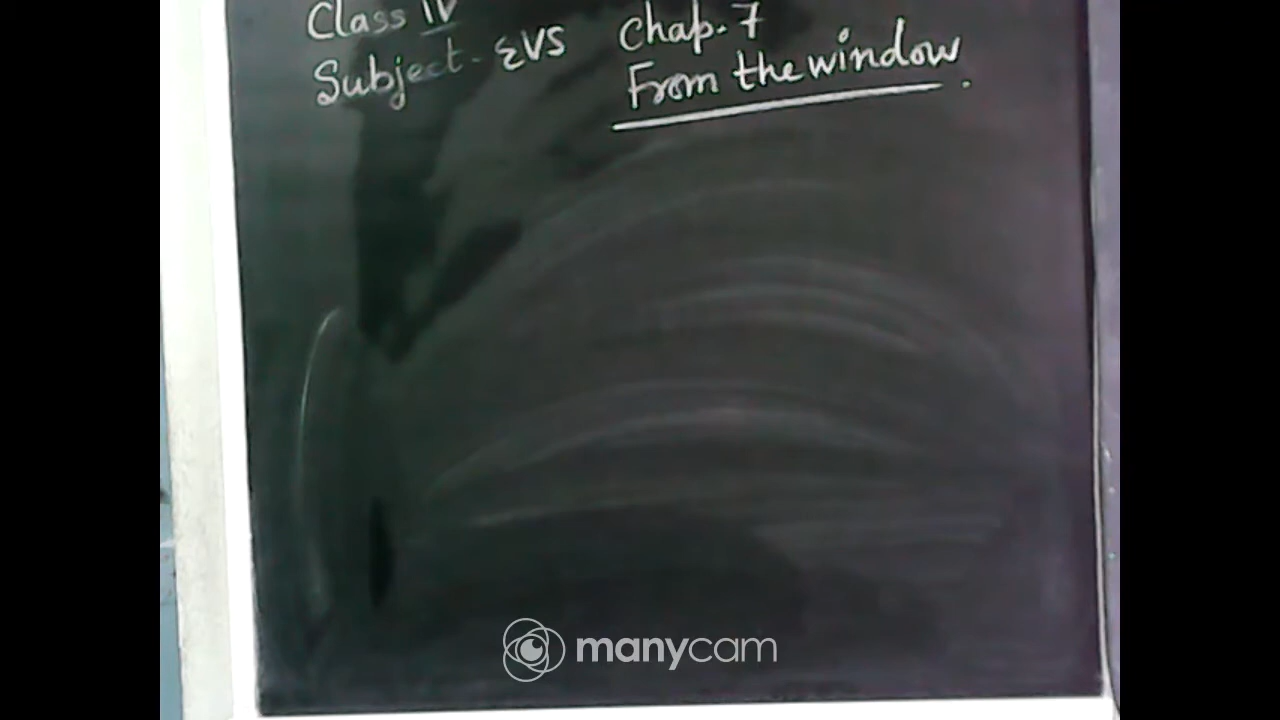 Class IV
Subject - EVS
Chap. 7
From the window.
manycam